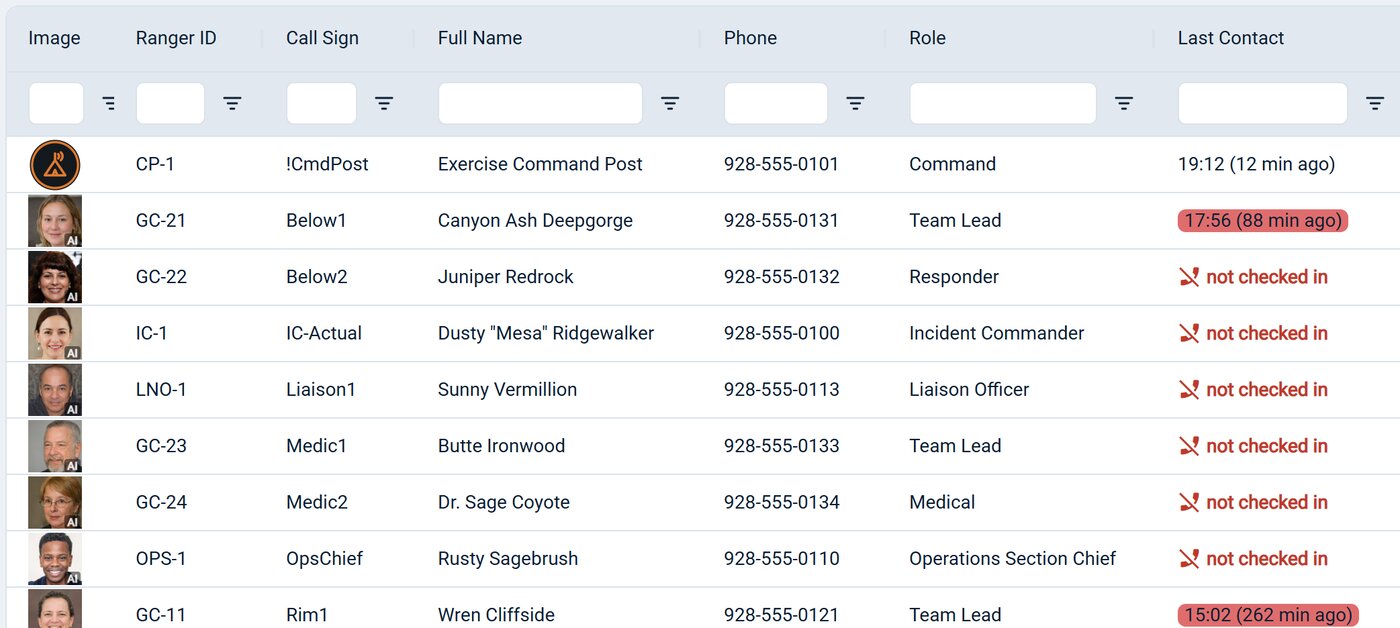 Image Ranger ID Call Sign Full Name Phone Role Last Contact
CP-1 !CmdPost Exercise Command Post 928-555-0101 Command 19:12 (12 min ago)
AI GC-21 Below1 Canyon Ash Deepgorge 928-555-0131 Team Lead 17:56 (88 min ago)
AI GC-22 Below2 Juniper Redrock 928-555-0132 Responder not checked in
AI IC-1 IC-Actual Dusty "Mesa" Ridgewalker 928-555-0100 Incident Commander not checked in
AI LNO-1 Liaison1 Sunny Vermillion 928-555-0113 Liaison Officer not checked in
AI GC-23 Medic1 Butte Ironwood 928-555-0133 Team Lead not checked in
AI GC-24 Medic2 Dr. Sage Coyote 928-555-0134 Medical not checked in
AI OPS-1 OpsChief Rusty Sagebrush 928-555-0110 Operations Section Chief not checked in
GC-11 Rim1 Wren Cliffside 928-555-0121 Team Lead 15:02 (262 min ago)